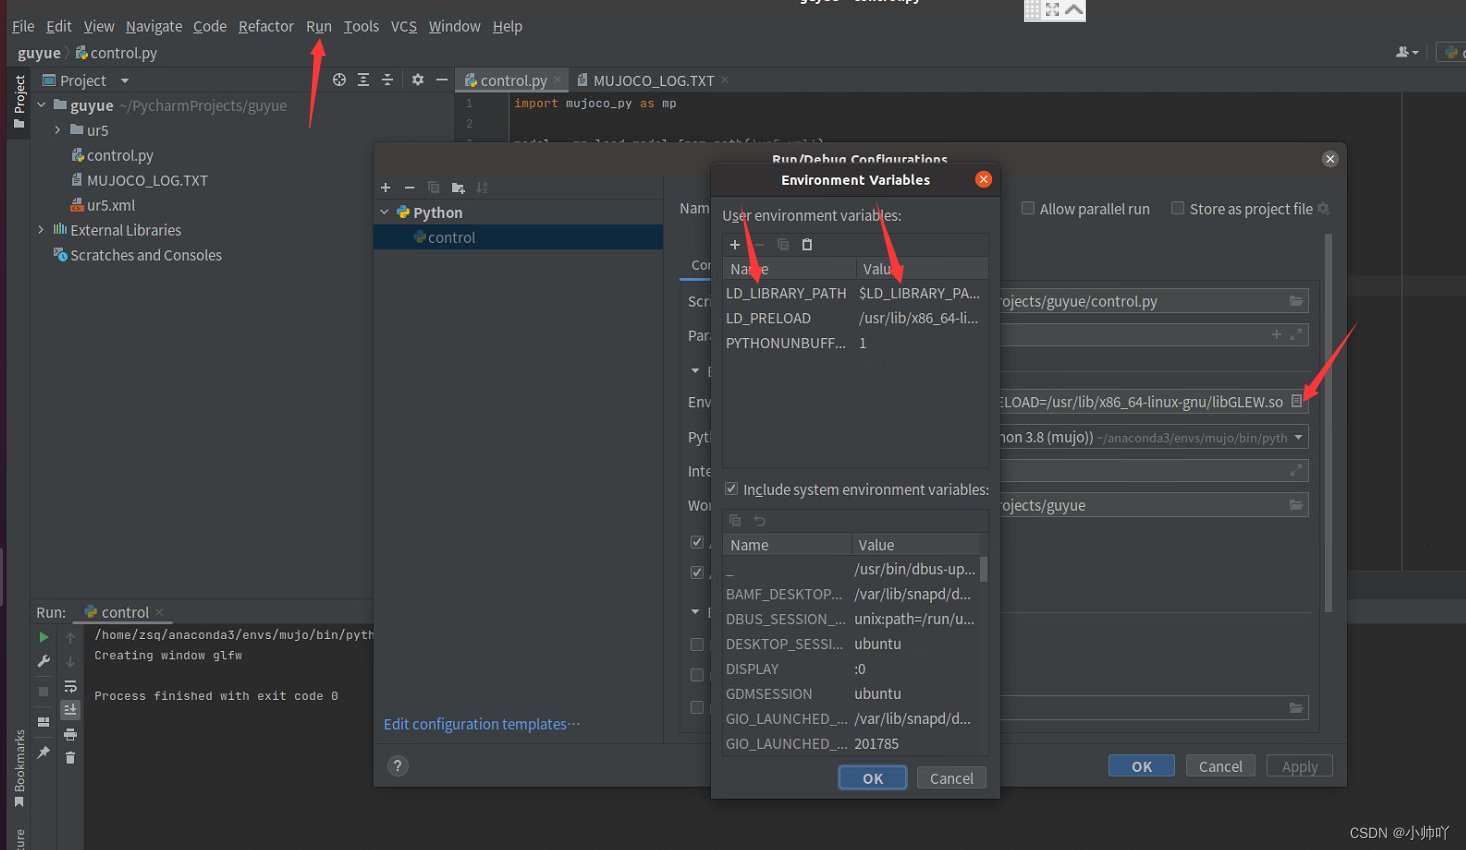 File Edit View Navigate Code Refactor Run Tools VCS Window Help
guyue control.py
Project
Project
control.py
MUJOCO_LOG.TXT
guyue ~/PycharmProjects/guyue
ur5
control.py
MUJOCO_LOG.TXT
ur5.xml
External Libraries
Scratches and Consoles
1 import mujoco_py as mp
2
Run/Debug Configurations
Python
control
Allow parallel run
Store as project file
ojects/guyue/control.py
Para
ELOAD=/usr/lib/x86_64-linux-gnu/libGLEW.so
Pyt
hon 3.8 (mujo)) ~/anaconda3/envs/mujo/bin/pyth
Inte
Wor
ojects/guyue
Edit configuration templates...
?
OK
Cancel
Apply
Environment Variables
User environment variables:
Name Value
LD_LIBRARY_PATH $LD_LIBRARY_PA...
LD_PRELOAD /usr/lib/x86_64-li...
PYTHONUNBUFF... 1
Include system environment variables:
Name Value
_ /usr/bin/dbus-up...
BAMF_DESKTOP... /var/lib/snapd/d...
DBUS_SESSION_... unix:path=/run/u...
DESKTOP_SESSI... ubuntu
DISPLAY :0
GDMSESSION ubuntu
GIO_LAUNCHED_... /var/lib/snapd/d...
GIO_LAUNCHED_... 201785
OK
Cancel
Run: control
/home/zsq/anaconda3/envs/mujo/bin/pyth
Creating window glfw
Process finished with exit code 0
Bookmarks
CSDN @小帅吖